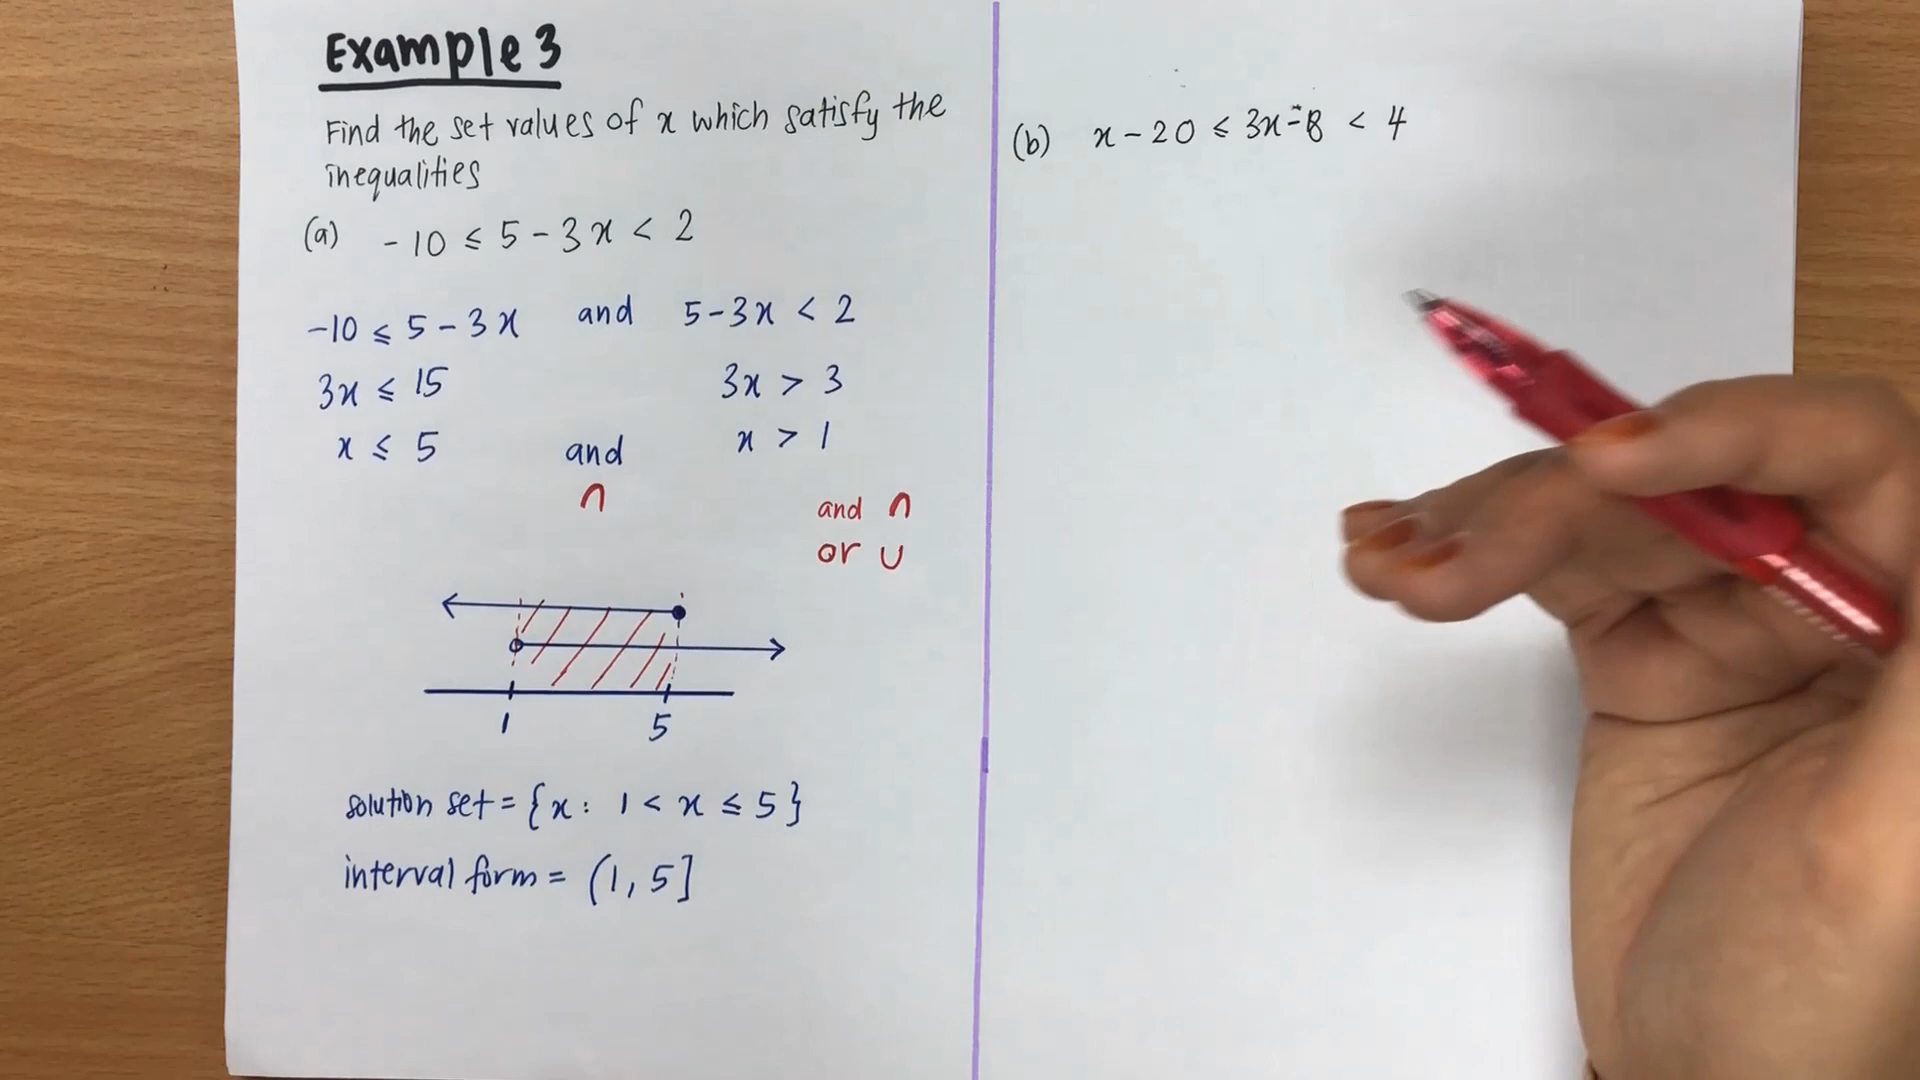 Example 3
Find the set values of x which satisfy the
inequalities
(a) -10 ≤ 5 - 3x < 2
-10 ≤ 5 - 3x and 5 - 3x < 2
3x ≤ 15 3x > 3
x ≤ 5 and x > 1
∩
and ∩
or ∪
1 5
solution set = {x : 1 < x ≤ 5}
interval form = (1, 5]
(b) x - 20 ≤ 3x - 8 < 4